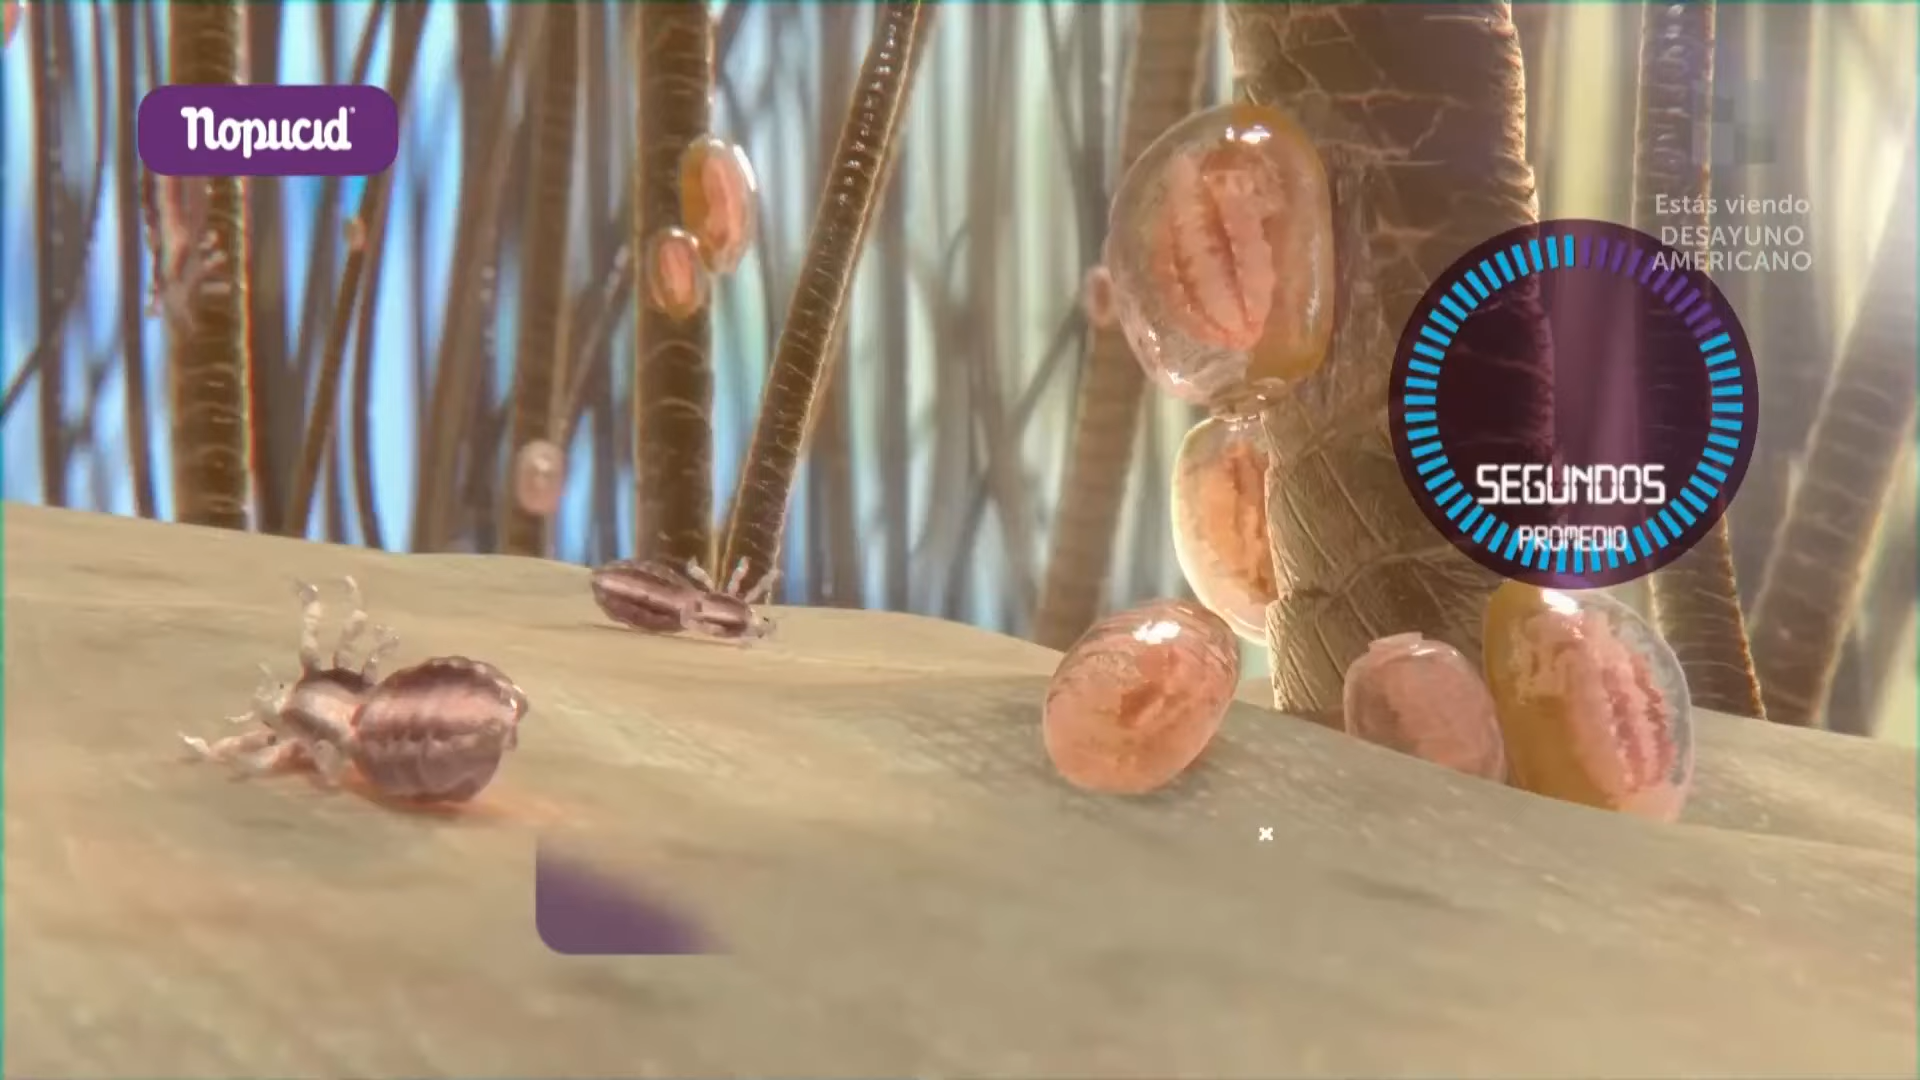 Nopucid
Estás viendo
DESAYUNO
AMERICANO
SEGUNDOS
PROMEDIO